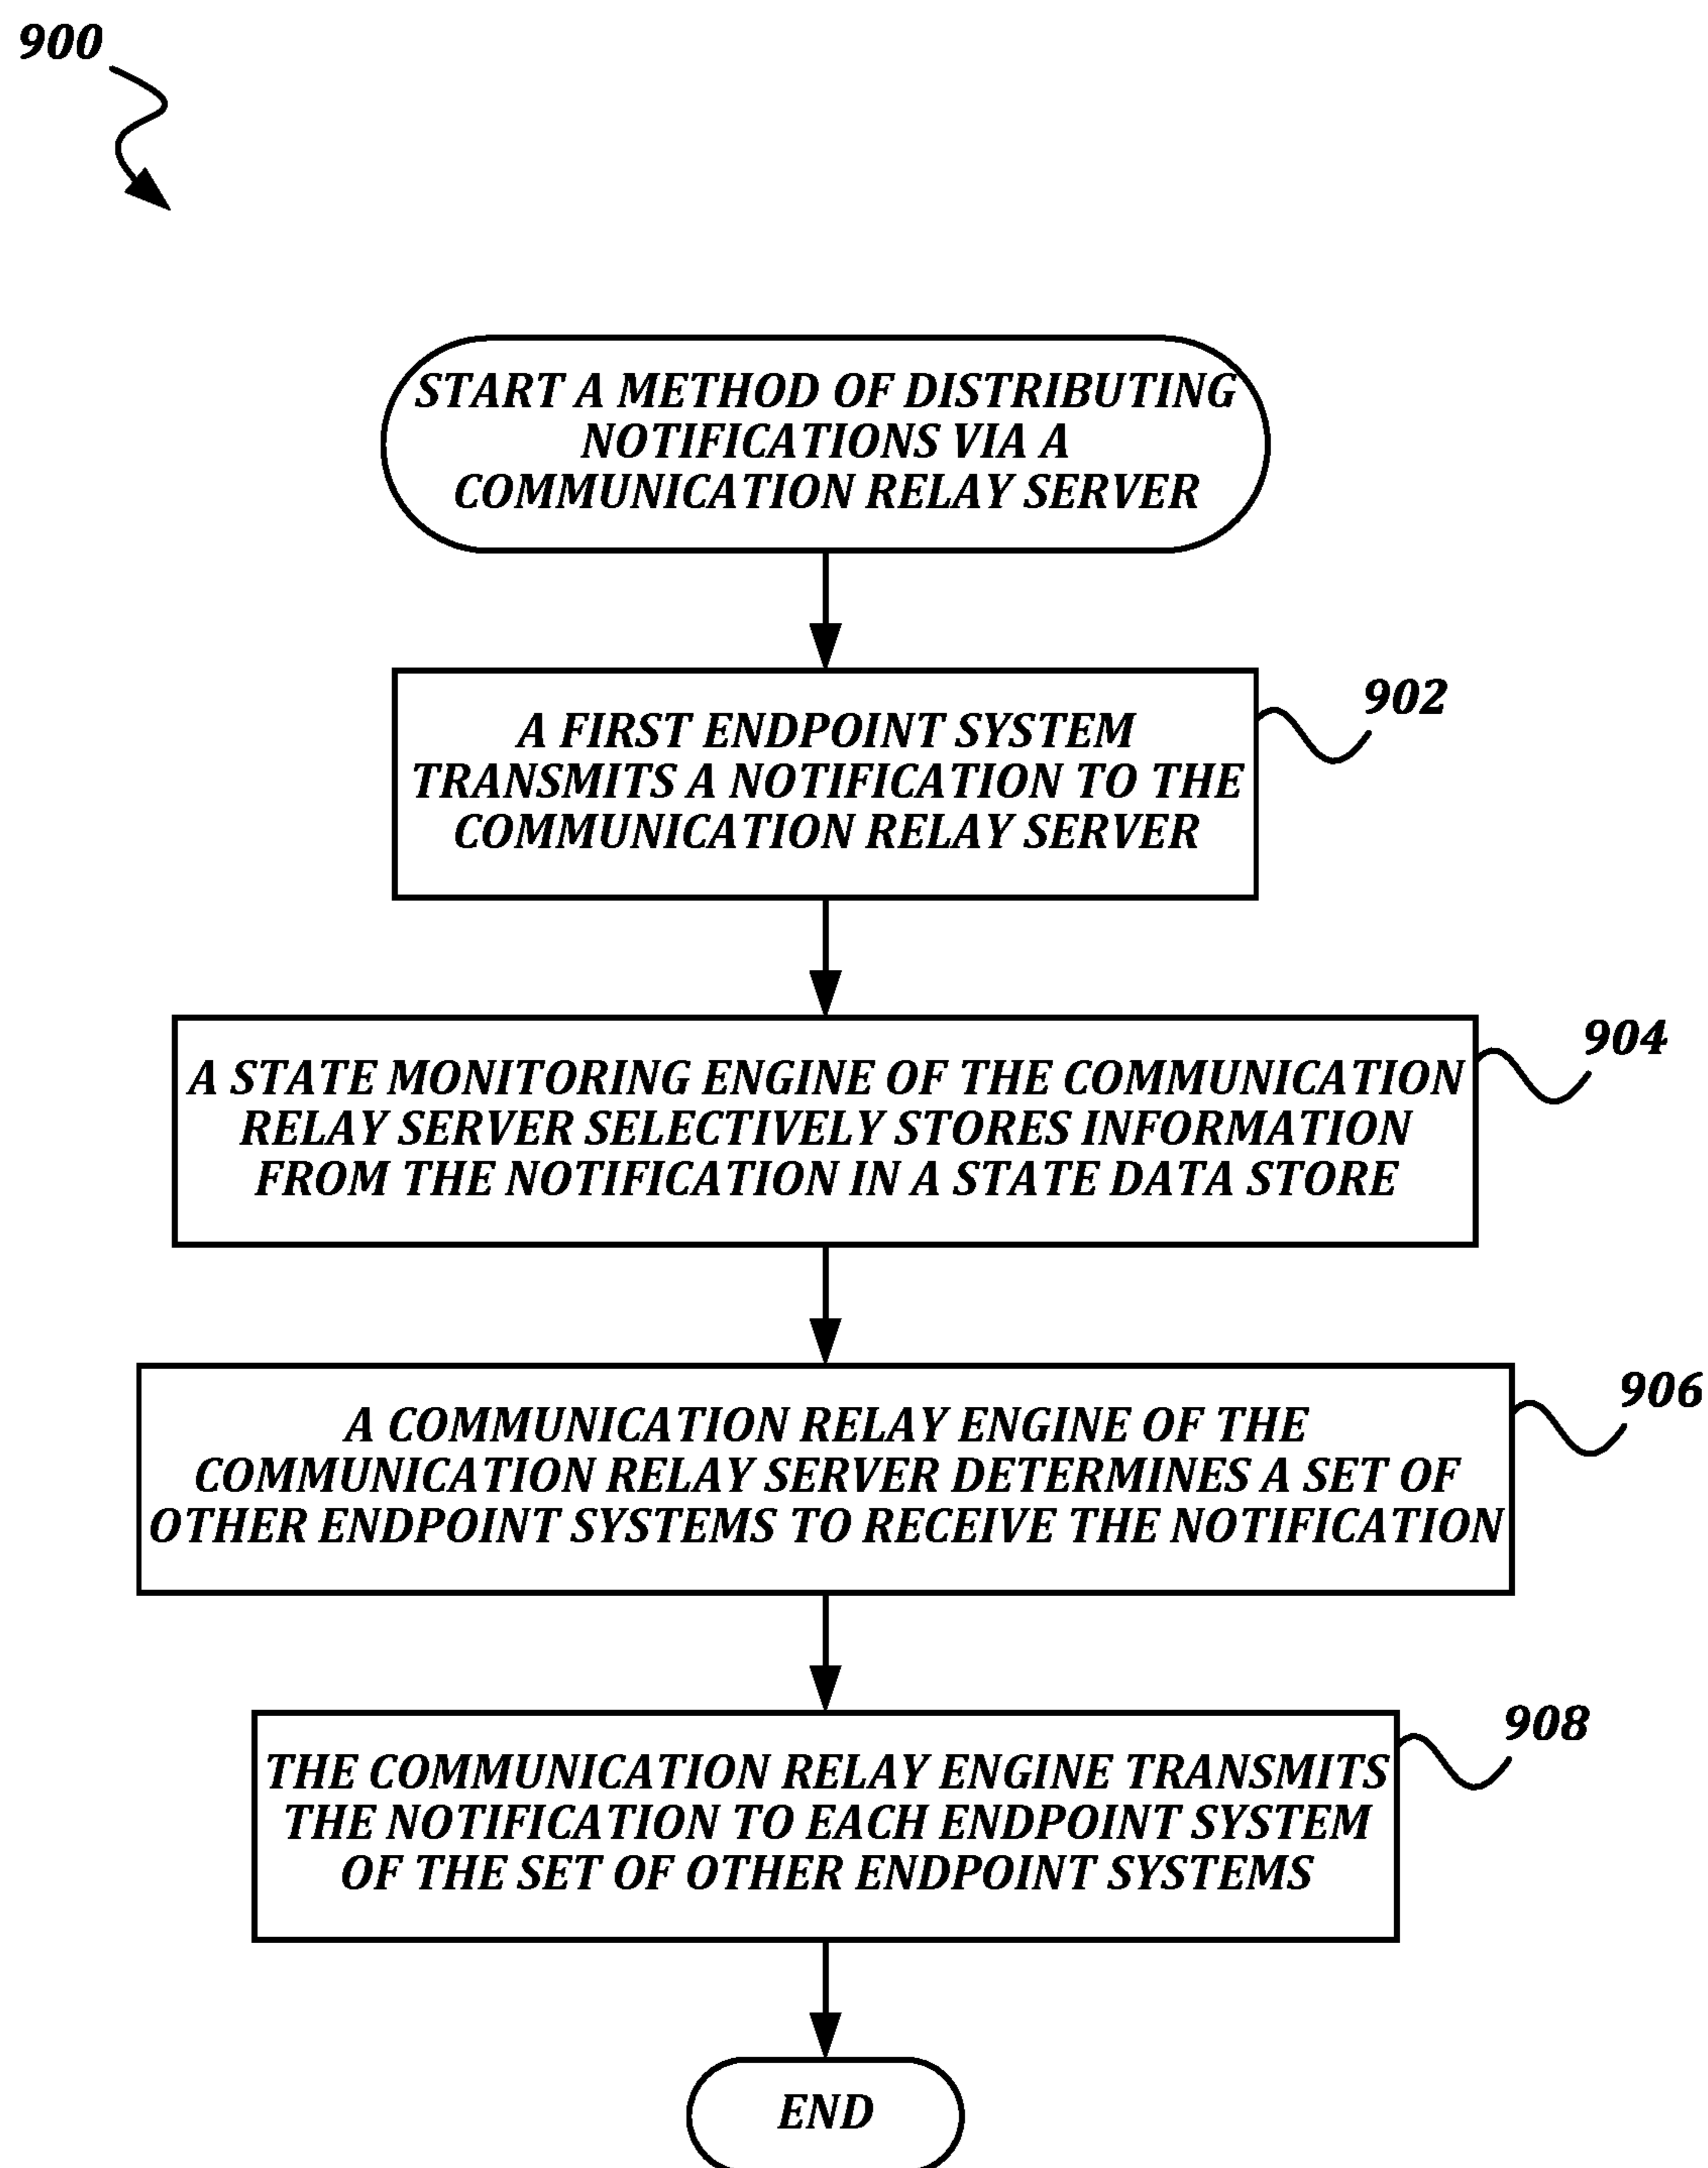 900
START A METHOD OF DISTRIBUTING
NOTIFICATIONS VIA A
COMMUNICATION RELAY SERVER
902
A FIRST ENDPOINT SYSTEM
TRANSMITS A NOTIFICATION TO THE
COMMUNICATION RELAY SERVER
904
A STATE MONITORING ENGINE OF THE COMMUNICATION
RELAY SERVER SELECTIVELY STORES INFORMATION
FROM THE NOTIFICATION IN A STATE DATA STORE
906
A COMMUNICATION RELAY ENGINE OF THE
COMMUNICATION RELAY SERVER DETERMINES A SET OF
OTHER ENDPOINT SYSTEMS TO RECEIVE THE NOTIFICATION
908
THE COMMUNICATION RELAY ENGINE TRANSMITS
THE NOTIFICATION TO EACH ENDPOINT SYSTEM
OF THE SET OF OTHER ENDPOINT SYSTEMS
END